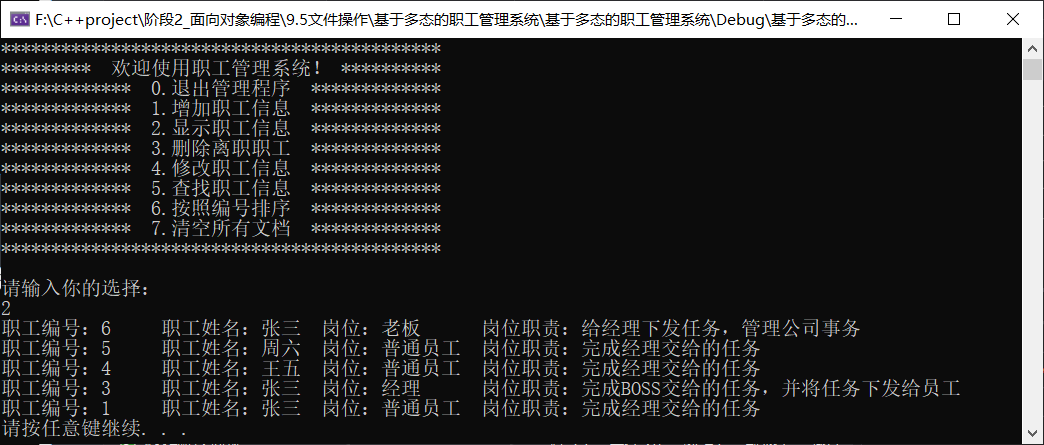 F:\C++project\阶段2_面向对象编程\9.5文件操作\基于多态的职工管理系统\基于多态的职工管理系统\Debug\基于多态的...
********************************************
*********  欢迎使用职工管理系统！ **********
*************  0.退出管理程序  *************
*************  1.增加职工信息  *************
*************  2.显示职工信息  *************
*************  3.删除离职职工  *************
*************  4.修改职工信息  *************
*************  5.查找职工信息  *************
*************  6.按照编号排序  *************
*************  7.清空所有文档  *************
********************************************
请输入你的选择：
2
职工编号：6     职工姓名：张三  岗位：老板      岗位职责：给经理下发任务，管理公司事务
职工编号：5     职工姓名：周六  岗位：普通员工  岗位职责：完成经理交给的任务
职工编号：4     职工姓名：王五  岗位：普通员工  岗位职责：完成经理交给的任务
职工编号：3     职工姓名：张三  岗位：经理      岗位职责：完成BOSS交给的任务，并将任务下发给员工
职工编号：1     职工姓名：张三  岗位：普通员工  岗位职责：完成经理交给的任务
请按任意键继续. . .